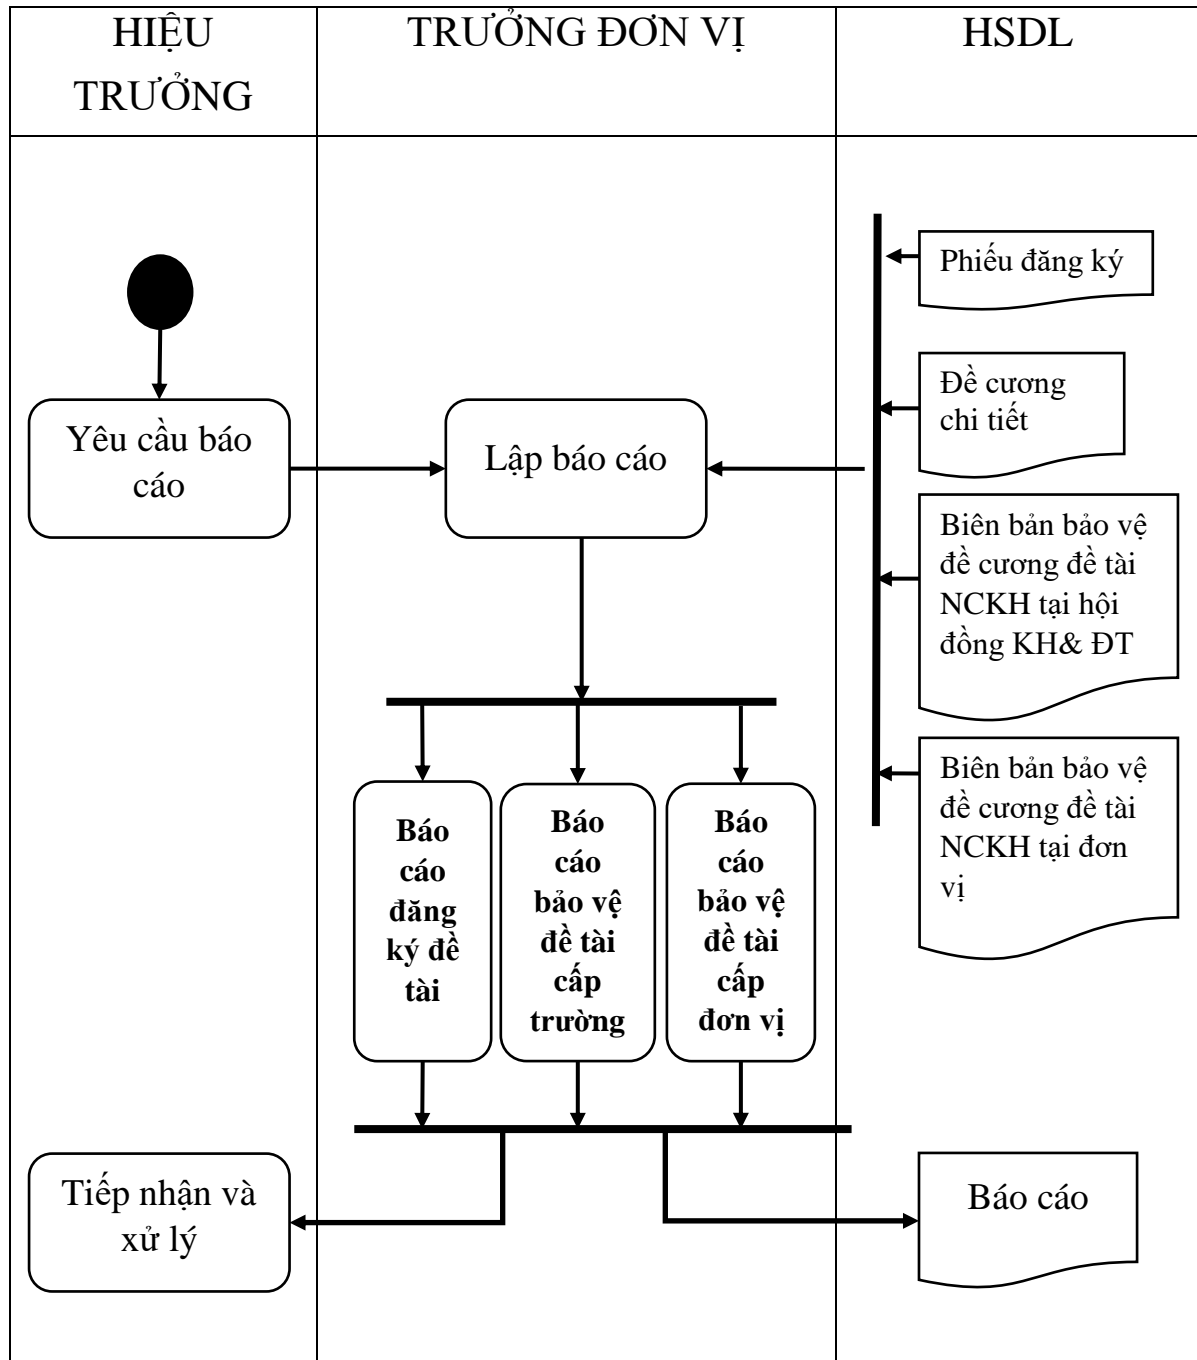 HIỆU
TRƯỞNG
TRƯỞNG ĐƠN VỊ
HSDL
Phiếu đăng ký
Đề cương
chi tiết
Yêu cầu báo
cáo
Lập báo cáo
Biên bản bảo vệ
đề cương đề tài
NCKH tại hội
đồng KH& ĐT
Biên bản bảo vệ
đề cương đề tài
NCKH tại đơn
vị
Báo
cáo
đăng
ký đề
tài
Báo
cáo
bảo vệ
đề tài
cấp
trường
Báo
cáo
bảo vệ
đề tài
cấp
đơn vị
Tiếp nhận và
xử lý
Báo cáo